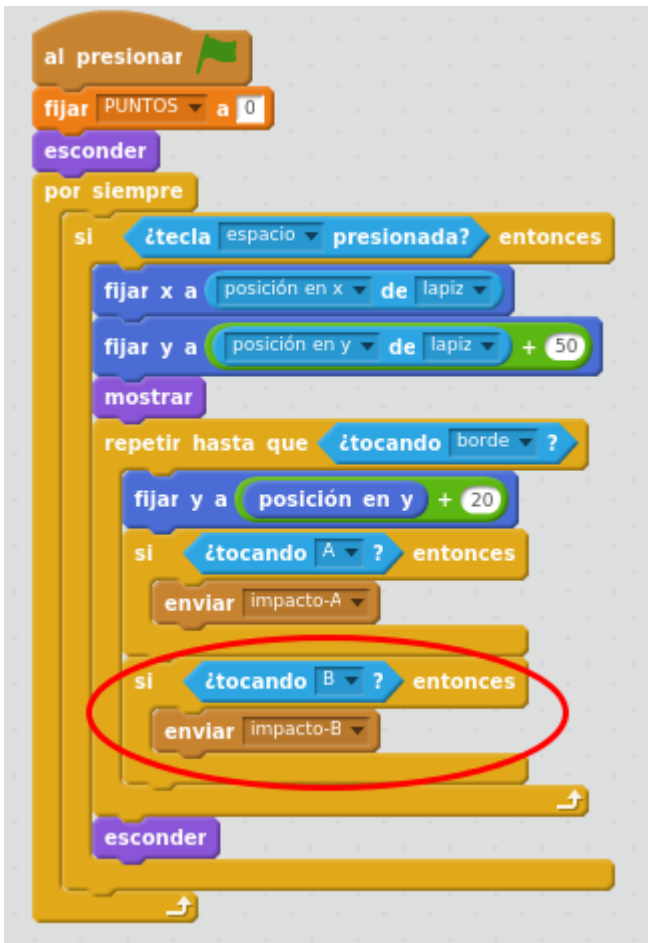 al presionar
fijar PUNTOS a 0
esconder
por siempre
si ¿tecla espacio presionada? entonces
fijar x a posición en x de lapiz
fijar y a posición en y de lapiz + 50
mostrar
repetir hasta que ¿tocando borde ?
fijar y a posición en y + 20
si ¿tocando A ? entonces
enviar impacto-A
si ¿tocando B ? entonces
enviar impacto-B
esconder